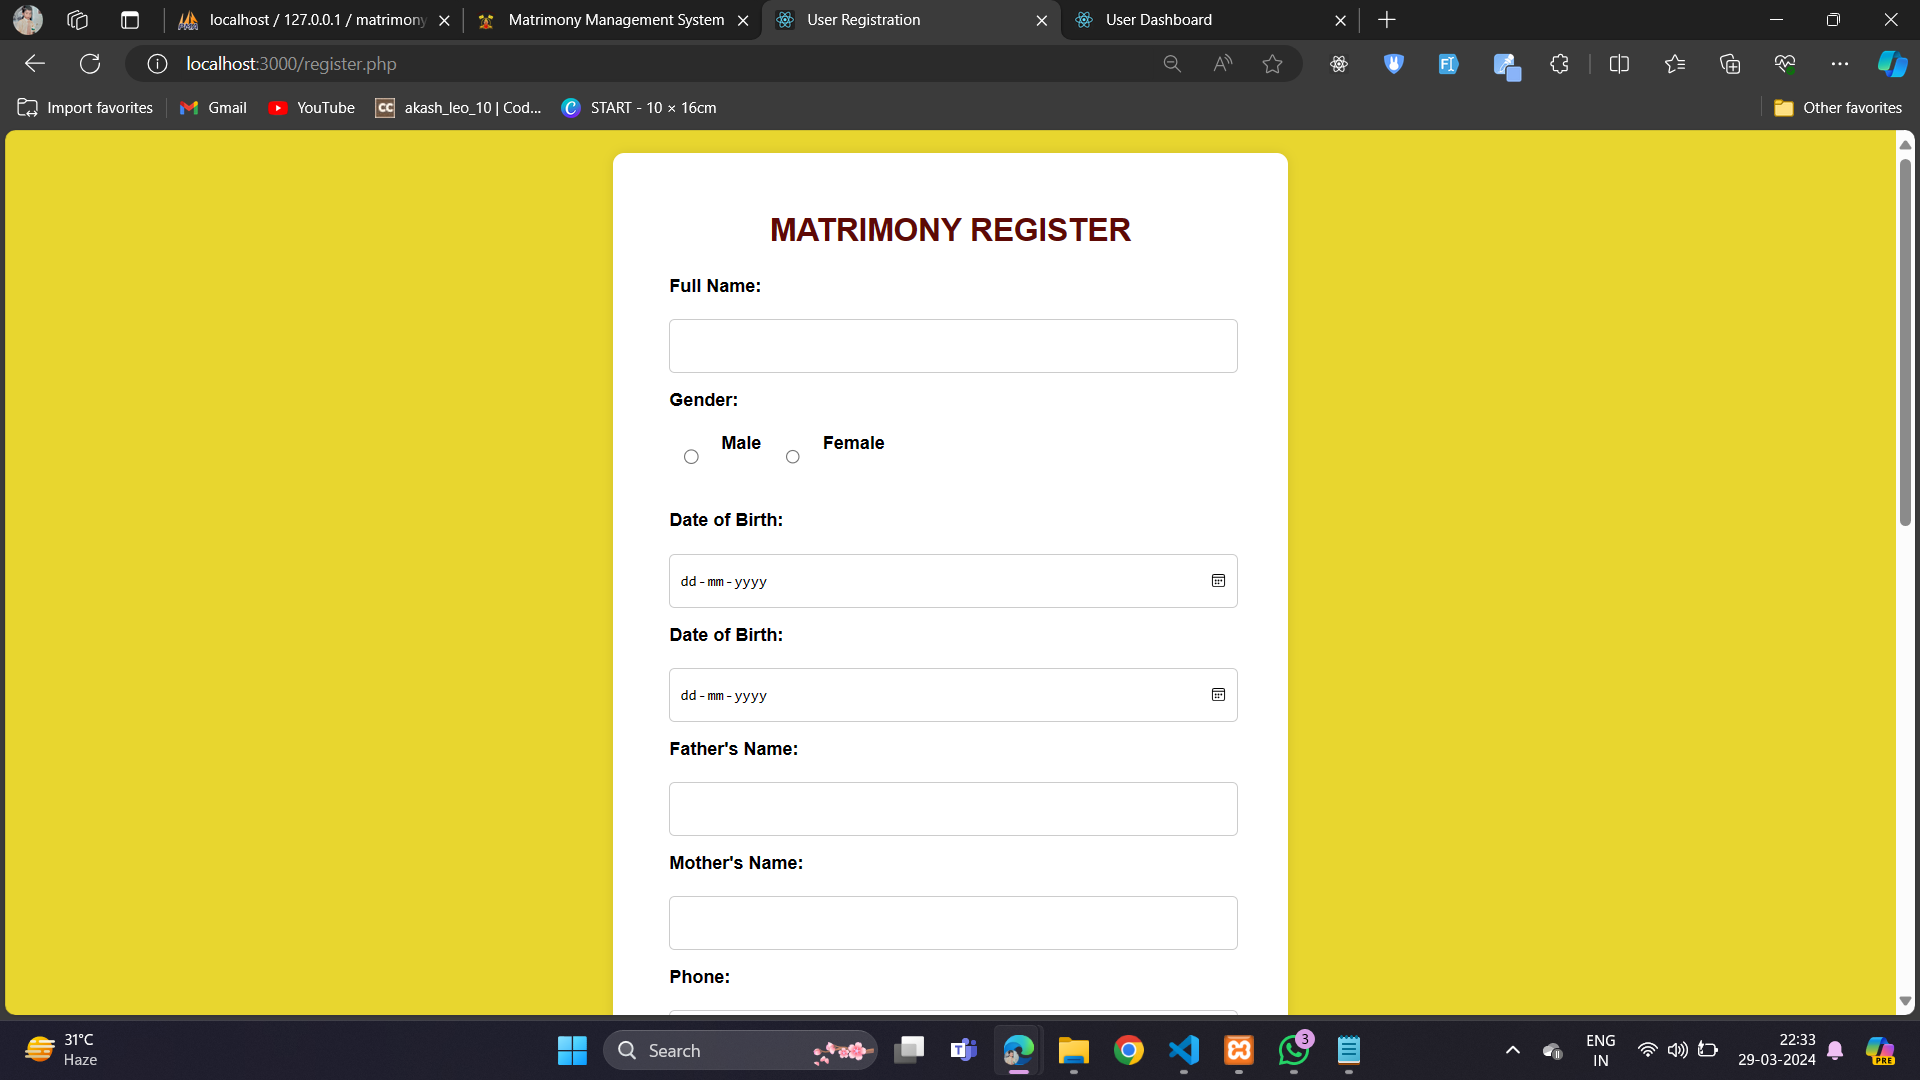 localhost / 127.0.0.1 / matrimony
Matrimony Management System
User Registration
User Dashboard
localhost:3000/register.php
Import favorites
Gmail
YouTube
akash_leo_10 | Cod...
START - 10 × 16cm
Other favorites
MATRIMONY REGISTER
Full Name:
Gender:
Male Female
Date of Birth:
dd-mm-yyyy
Date of Birth:
dd-mm-yyyy
Father's Name:
Mother's Name:
Phone:
31°C
Haze
Search
3
ENG
IN
22:33
29-03-2024
PRE